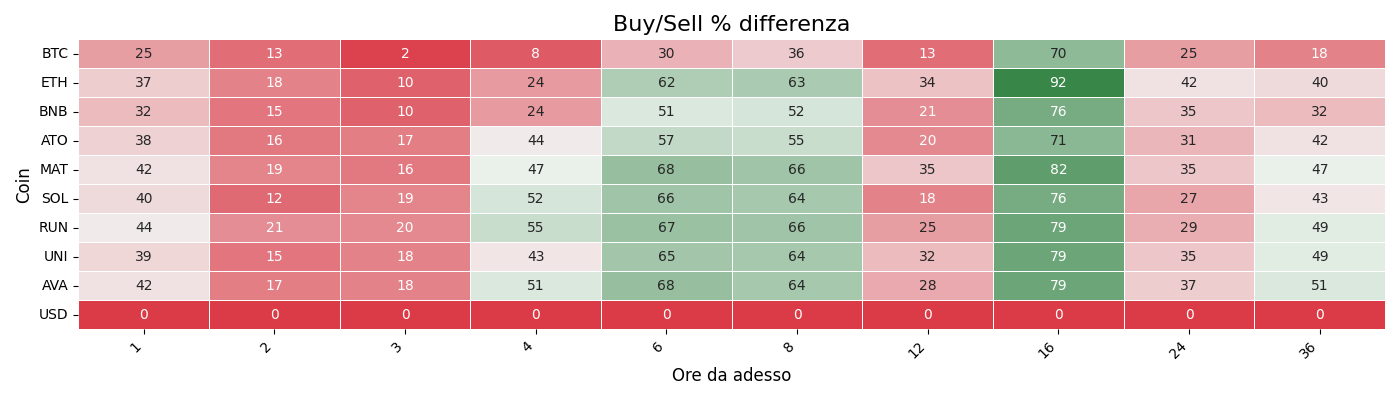 Buy/Sell % differenza
Coin
BTC 25 13 2 8 30 36 13 70 25 18
ETH 37 18 10 24 62 63 34 92 42 40
BNB 32 15 10 24 51 52 21 76 35 32
ATO 38 16 17 44 57 55 20 71 31 42
MAT 42 19 16 47 68 66 35 82 35 47
SOL 40 12 19 52 66 64 18 76 27 43
RUN 44 21 20 55 67 66 25 79 29 49
UNI 39 15 18 43 65 64 32 79 35 49
AVA 42 17 18 51 68 64 28 79 37 51
USD 0 0 0 0 0 0 0 0 0 0
1 2 3 4 6 8 12 16 24 36
Ore da adesso